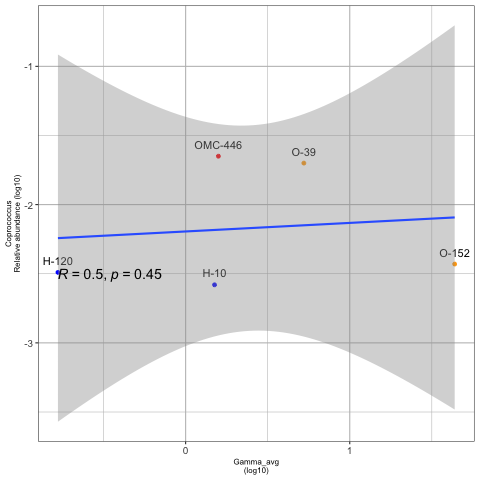 -1
OMC-446
O-39
-2
O-152
H-120
R = 0.5, p = 0.45
H-10
-3
0
1
Gamma_avg
(log10)
Coprococcus
Relative abundance (log10)